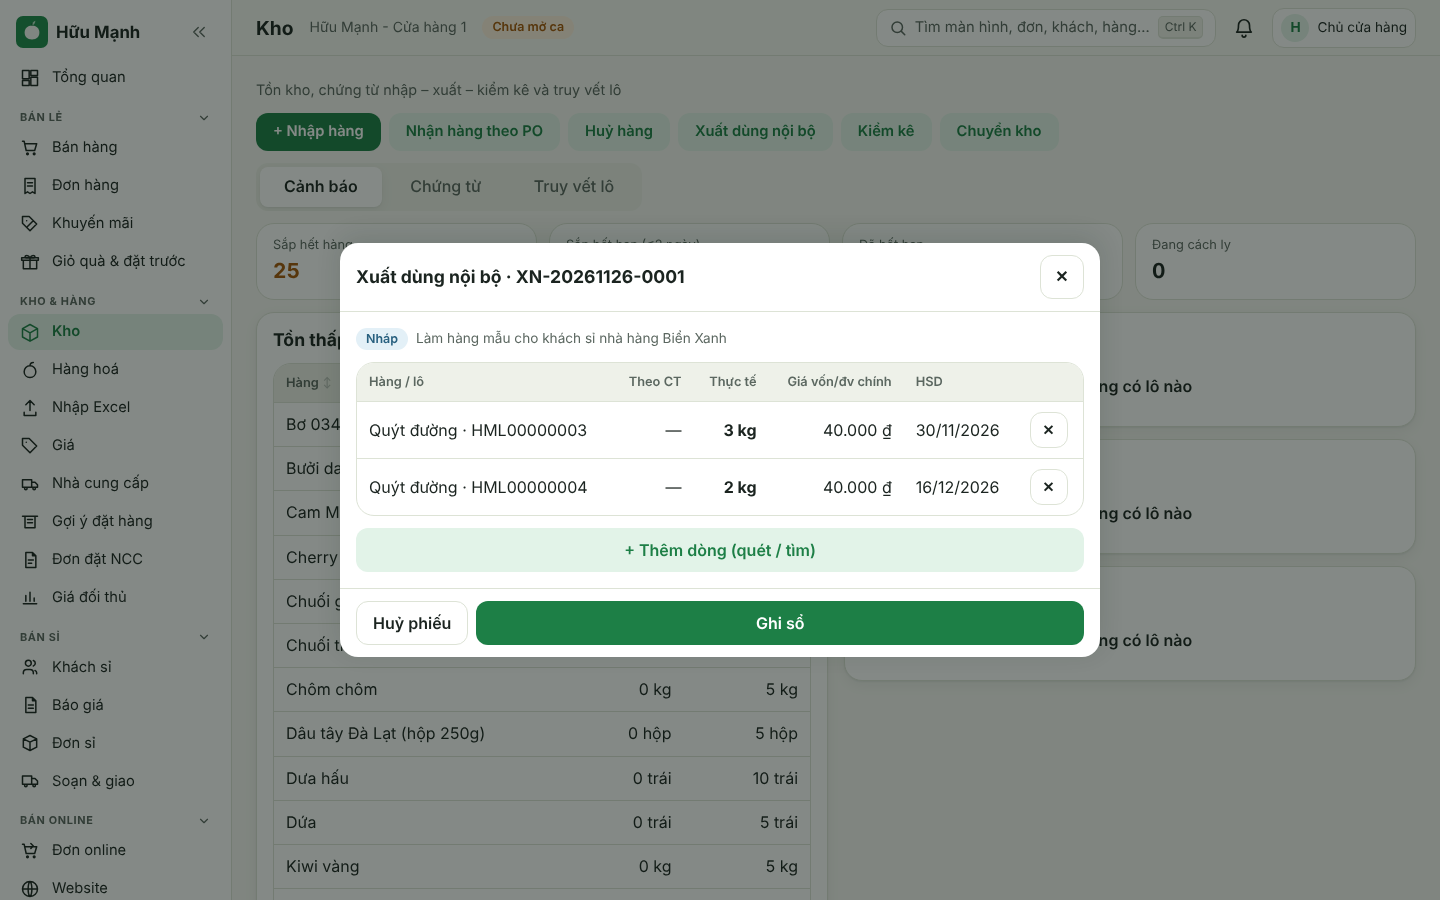 Hữu Mạnh
Tổng quan
BÁN LẺ
Bán hàng
Đơn hàng
Khuyến mãi
Giỏ quà & đặt trước
KHO & HÀNG
Kho
Hàng hoá
Nhập Excel
Giá
Nhà cung cấp
Gợi ý đặt hàng
Đơn đặt NCC
Giá đối thủ
BÁN SỈ
Khách sỉ
Báo giá
Đơn sỉ
Soạn & giao
BÁN ONLINE
Đơn online
Website
Kho Hữu Mạnh - Cửa hàng 1 Chưa mở ca
Tìm màn hình, đơn, khách, hàng... Ctrl K
H Chủ cửa hàng
Tồn kho, chứng từ nhập – xuất – kiểm kê và truy vết lô
+ Nhập hàng Nhận hàng theo PO Huỷ hàng Xuất dùng nội bộ Kiểm kê Chuyển kho
Cảnh báo Chứng từ Truy vết lô
Sắp hết hàng
25
Đang cách ly
0
Xuất dùng nội bộ · XN-20261126-0001
Nháp Làm hàng mẫu cho khách sỉ nhà hàng Biển Xanh
Hàng / lô Theo CT Thực tế Giá vốn/đv chính HSD
Quýt đường · HML00000003 — 3 kg 40.000 ₫ 30/11/2026
Quýt đường · HML00000004 — 2 kg 40.000 ₫ 16/12/2026
+ Thêm dòng (quét / tìm)
Huỷ phiếu Ghi sổ
Tồn thấp
Hàng
Bơ 034
Bưởi da
Cam M
Cherry
Chuối
Chuối
Chôm chôm 0 kg 5 kg
Dâu tây Đà Lạt (hộp 250g) 0 hộp 5 hộp
Dưa hấu 0 trái 10 trái
Dứa 0 trái 5 trái
Kiwi vàng 0 kg 5 kg
có lô nào
có lô nào
có lô nào